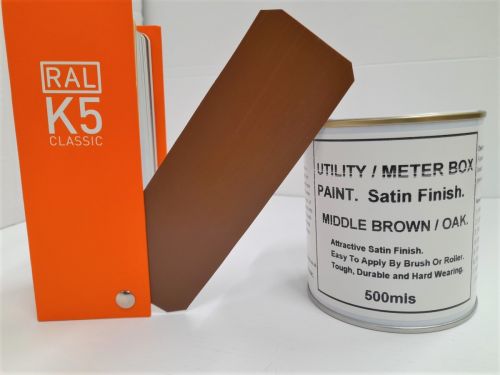 RAL
K5
CLASSIC
UTILITY / METER BOX
PAINT. Satin Finish.
MIDDLE BROWN / OAK.
Attractive Satin Finish.
Easy To Apply By Brush Or Roller.
Tough, Durable and Hard Wearing.
500mls